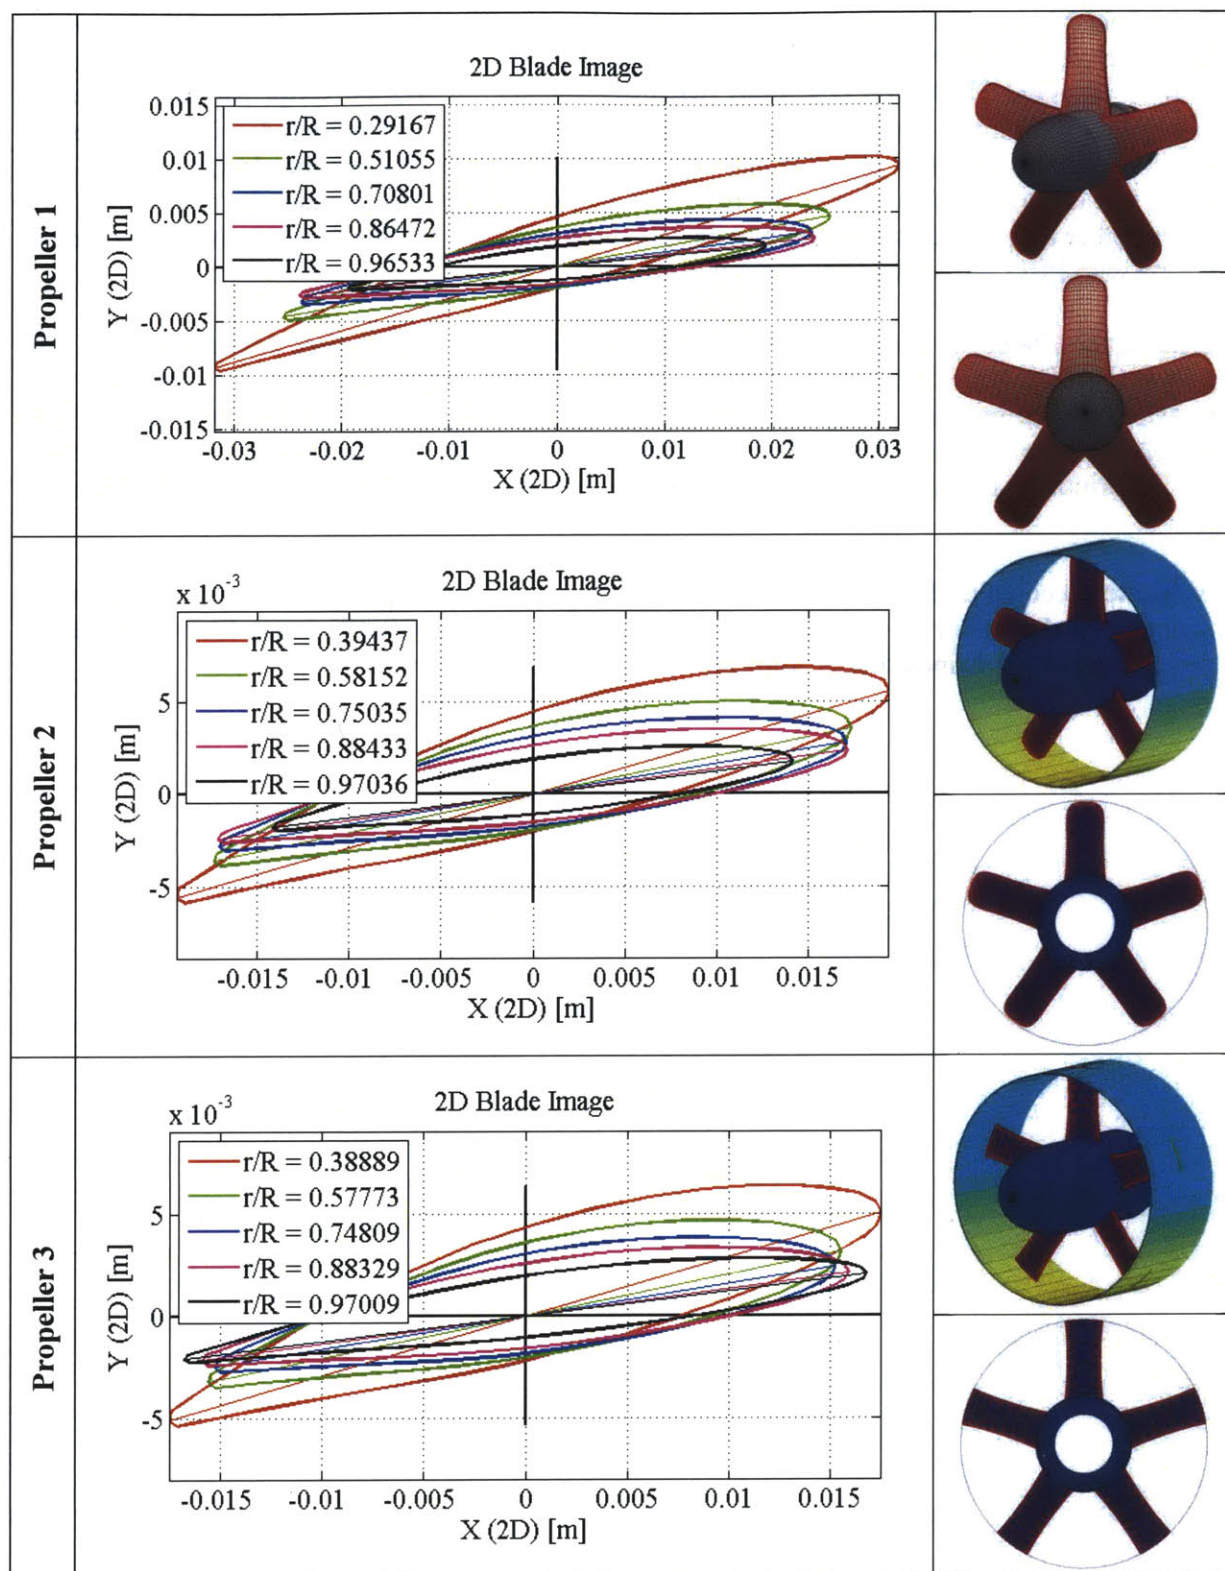 Propeller 1
2D Blade Image
r/R = 0.29167
r/R = 0.51055
r/R = 0.70801
r/R = 0.86472
r/R = 0.96533
Y (2D) [m]
0.015
0.01
0.005
0
-0.005
-0.01
-0.015
-0.03 -0.02 -0.01 0 0.01 0.02 0.03
X (2D) [m]
Propeller 2
x 10-3
2D Blade Image
r/R = 0.39437
r/R = 0.58152
r/R = 0.75035
r/R = 0.88433
r/R = 0.97036
Y (2D) [m]
5
0
-5
-0.015 -0.01 -0.005 0 0.005 0.01 0.015
X (2D) [m]
Propeller 3
x 10-3
2D Blade Image
r/R = 0.38889
r/R = 0.57773
r/R = 0.74809
r/R = 0.88329
r/R = 0.97009
Y (2D) [m]
5
0
-5
-0.015 -0.01 -0.005 0 0.005 0.01 0.015
X (2D) [m]